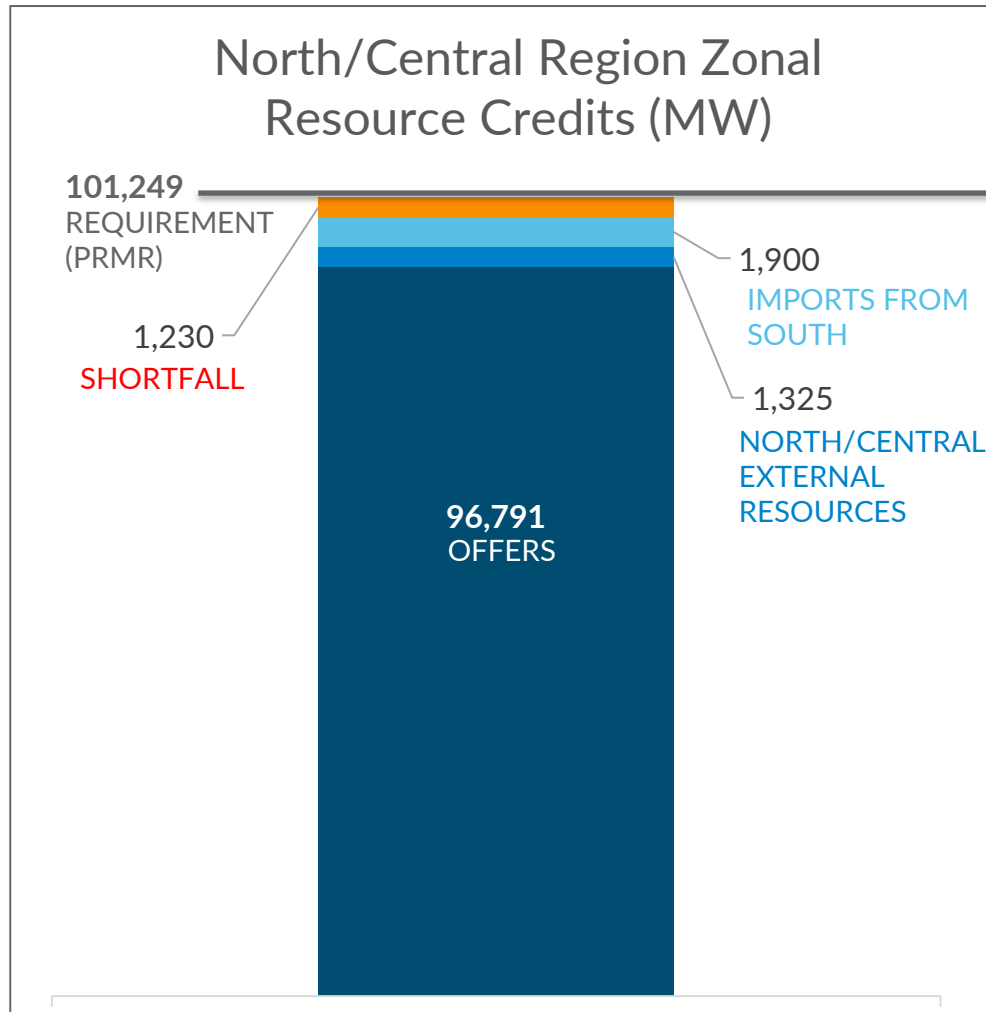 North/Central Region Zonal
Resource Credits (MW)
101,249
REQUIREMENT
(PRMR)
1,230
SHORTFALL
1,900
IMPORTS FROM
SOUTH
1,325
NORTH/CENTRAL
EXTERNAL
RESOURCES
96,791
OFFERS